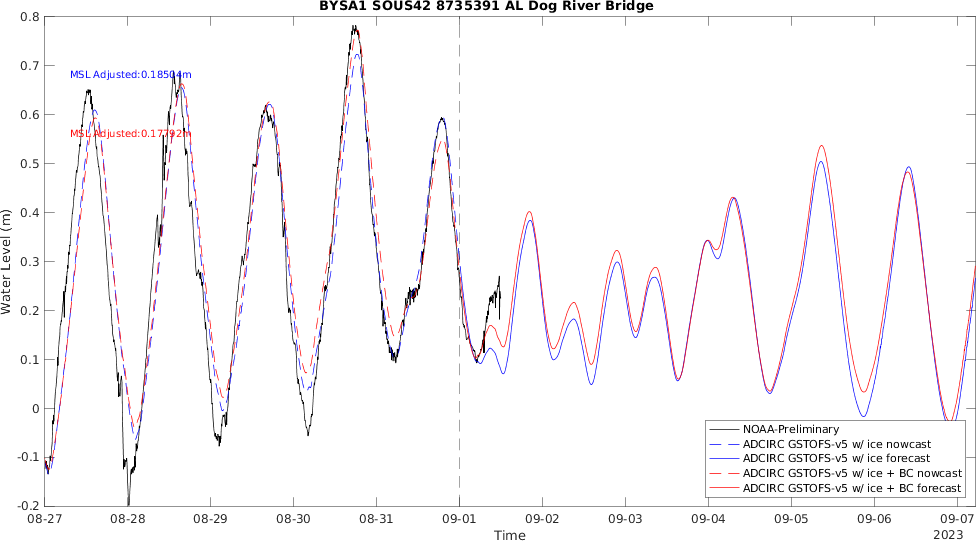 BYSA1 SOUS42 8735391 AL Dog River Bridge
Water Level (m)
0.8
0.7
0.6
0.5
0.4
0.3
0.2
0.1
0
-0.1
-0.2
MSL Adjusted:0.18504m
MSL Adjusted:0.17792m
NOAA-Preliminary
ADCIRC GSTOFS-v5 w/ ice nowcast
ADCIRC GSTOFS-v5 w/ ice forecast
ADCIRC GSTOFS-v5 w/ ice + BC nowcast
ADCIRC GSTOFS-v5 w/ ice + BC forecast
08-27 08-28 08-29 08-30 08-31 09-01 09-02 09-03 09-04 09-05 09-06 09-07
Time
2023